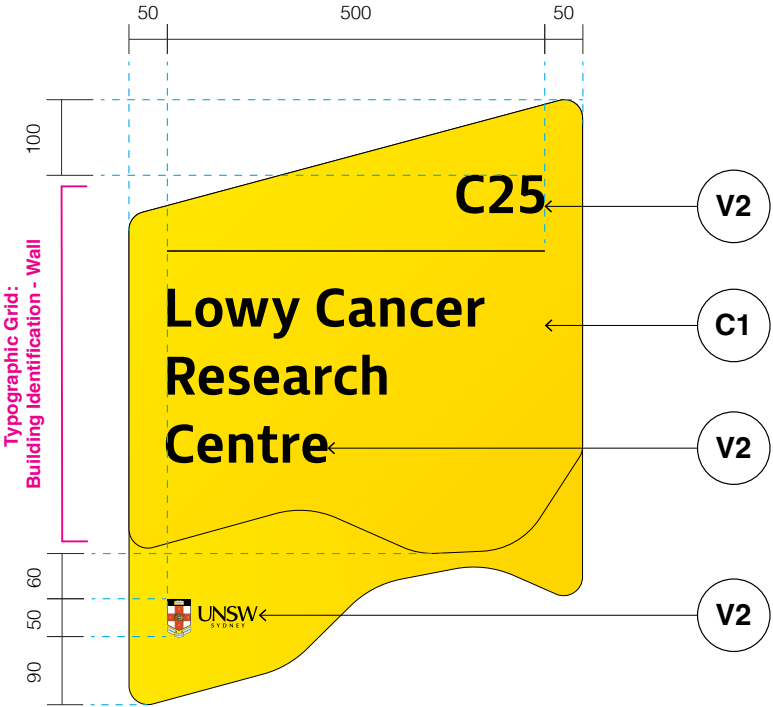 50 500 50
100
C25
V2
Typographic Grid:
Building Identification - Wall
Lowy Cancer
C1
Research
Centre
V2
60
50
UNSW
SYDNEY
V2
90